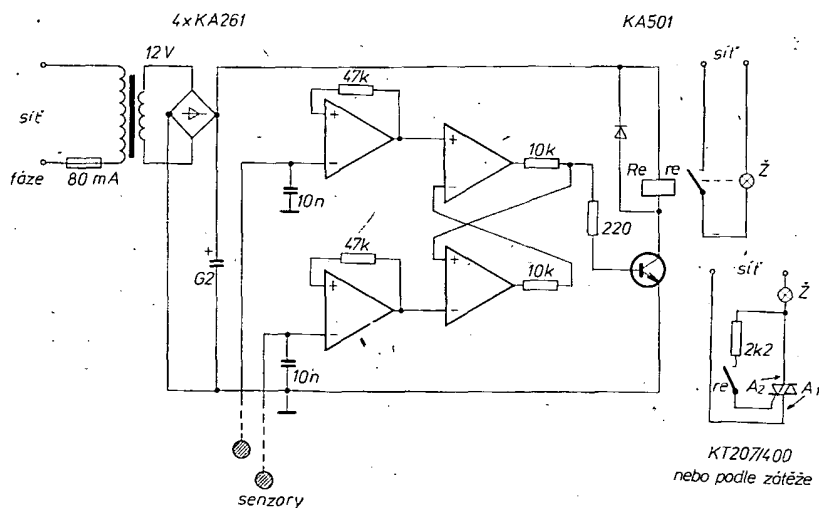 4xKA261
KA501
síť
12V
47k
síť
fáze
80 mA
+
-
10n
+
-
10k
Re
re
Ž
220
+
G2
47k
+
-
10n
+
-
10k
síť
Ž
2k2
re
A2
A1
senzory
KT207/400
nebo podle zátěže